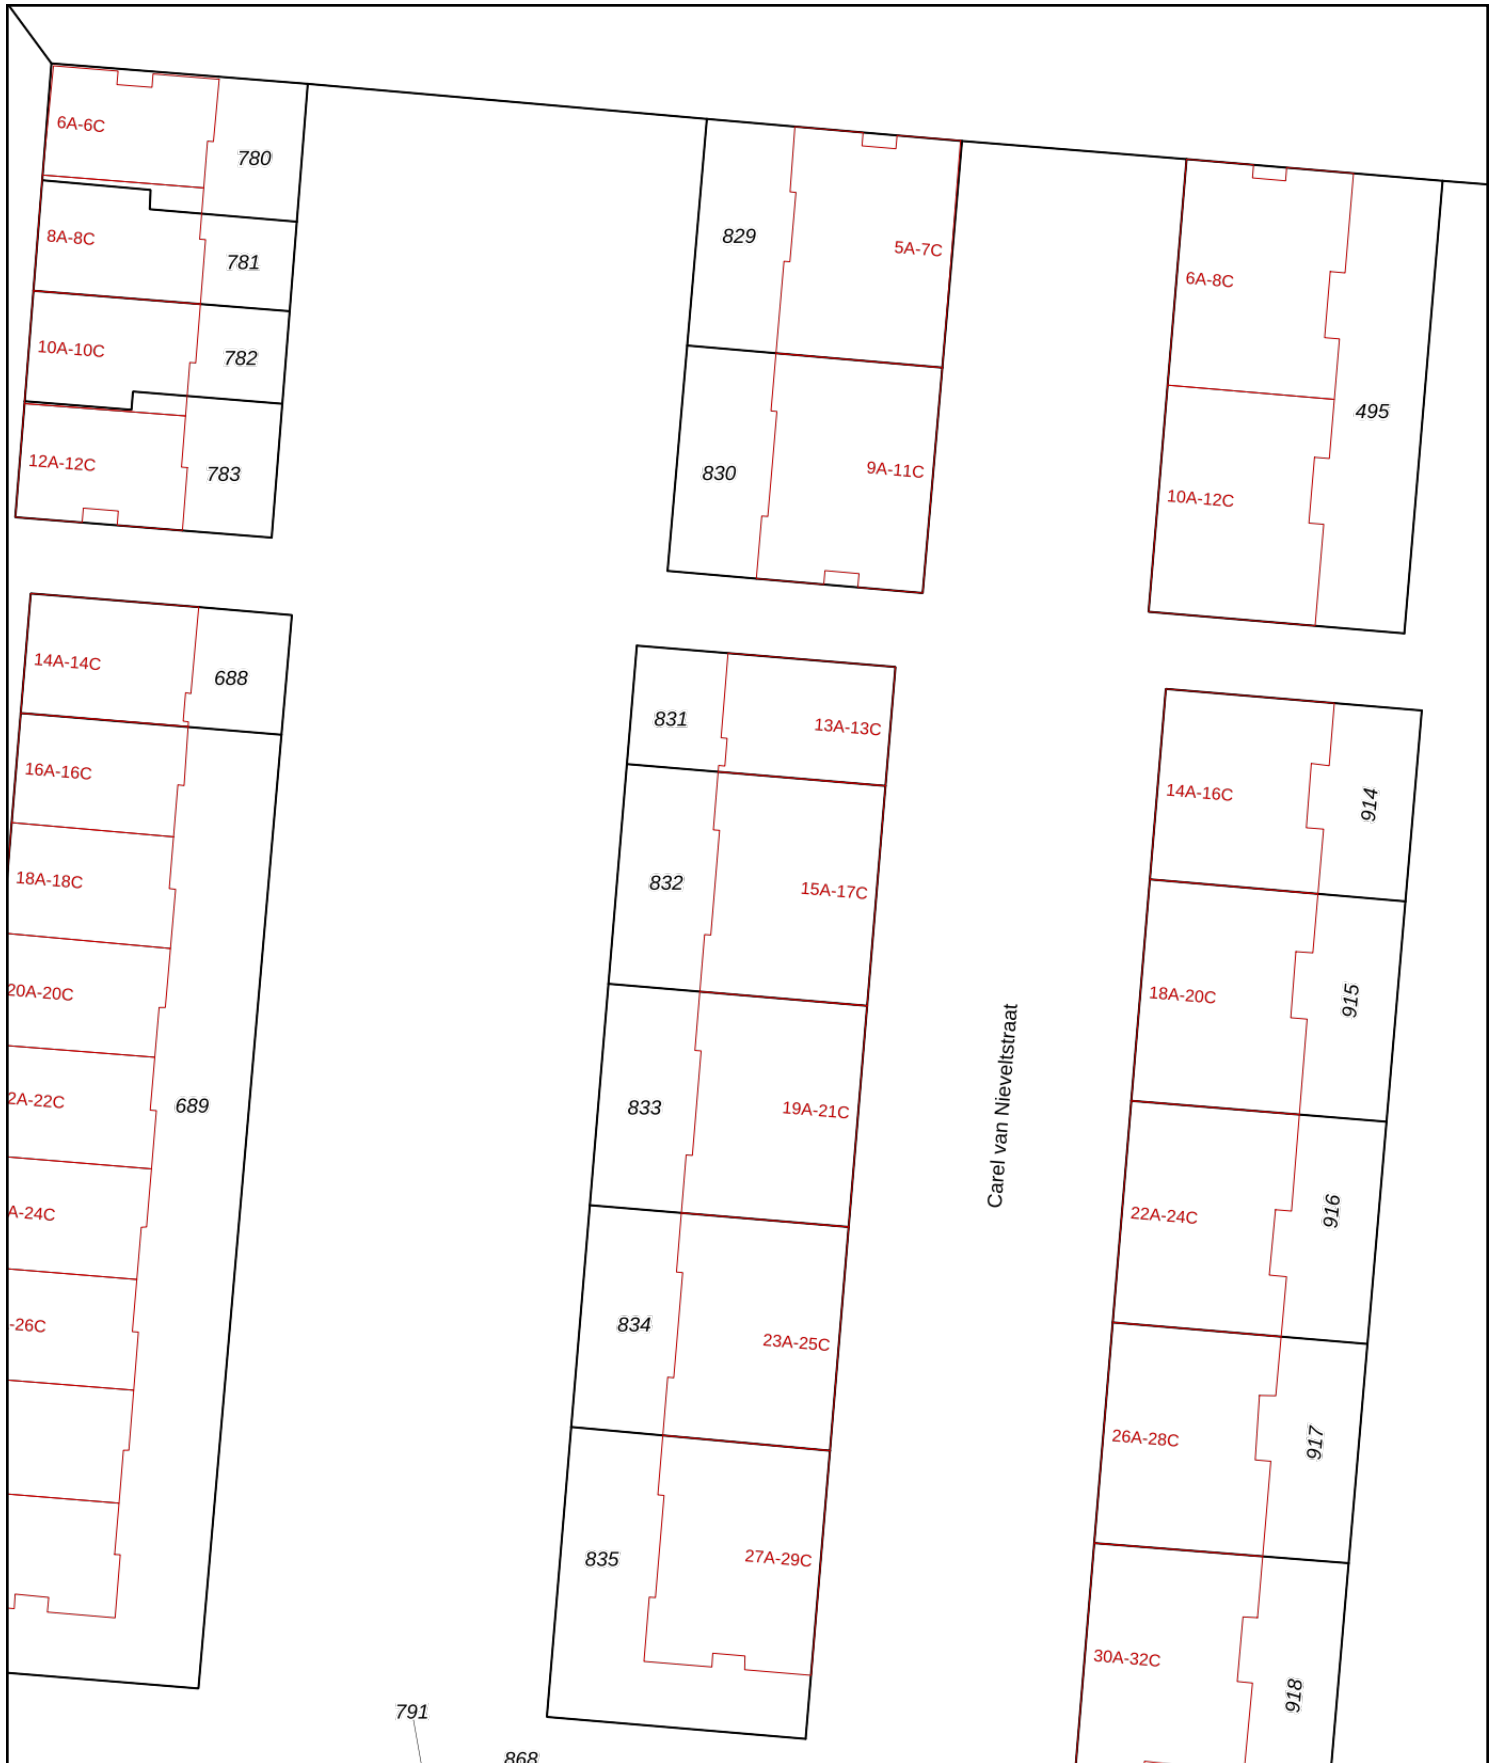 6A-6C
780
8A-8C
781
10A-10C
782
12A-12C
783
14A-14C
688
16A-16C
18A-18C
20A-20C
2A-22C
689
A-24C
-26C
829
5A-7C
830
9A-11C
831
13A-13C
832
15A-17C
833
19A-21C
834
23A-25C
835
27A-29C
791
868
Carel van Nieveltstraat
6A-8C
495
10A-12C
14A-16C
914
18A-20C
915
22A-24C
916
26A-28C
917
30A-32C
918